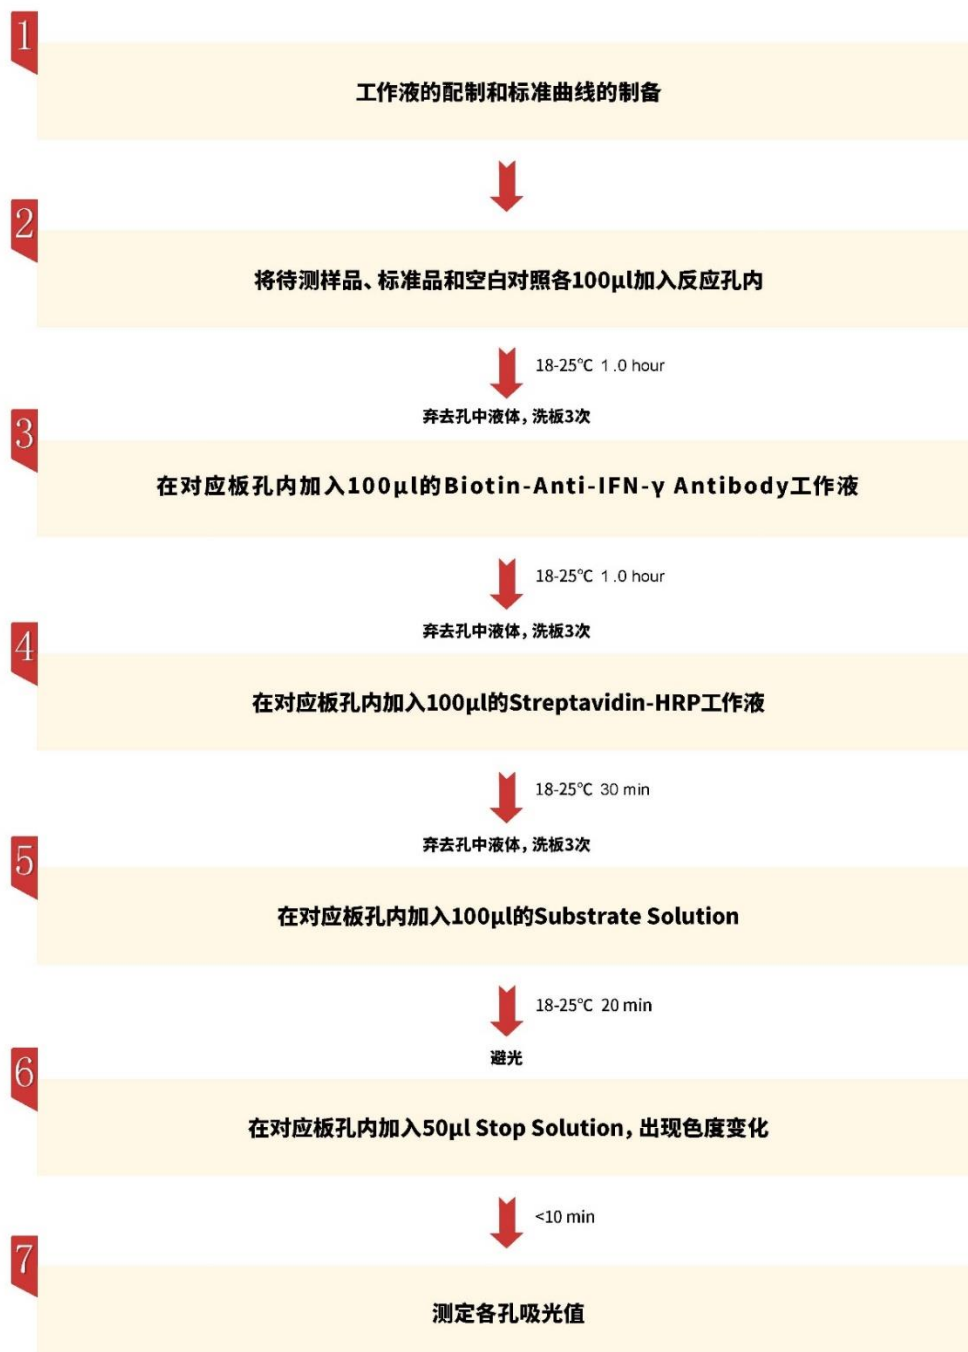 1
工作液的配制和标准曲线的制备
2
将待测样品、标准品和空白对照各100μl加入反应孔内
18-25℃ 1.0 hour
弃去孔中液体，洗板3次
3
在对应板孔内加入100μl的Biotin-Anti-IFN-γ Antibody工作液
18-25℃ 1.0 hour
弃去孔中液体，洗板3次
4
在对应板孔内加入100μl的Streptavidin-HRP工作液
18-25℃ 30 min
弃去孔中液体，洗板3次
5
在对应板孔内加入100μl的Substrate Solution
18-25℃ 20 min
避光
6
在对应板孔内加入50μl Stop Solution，出现色度变化
<10 min
7
测定各孔吸光值